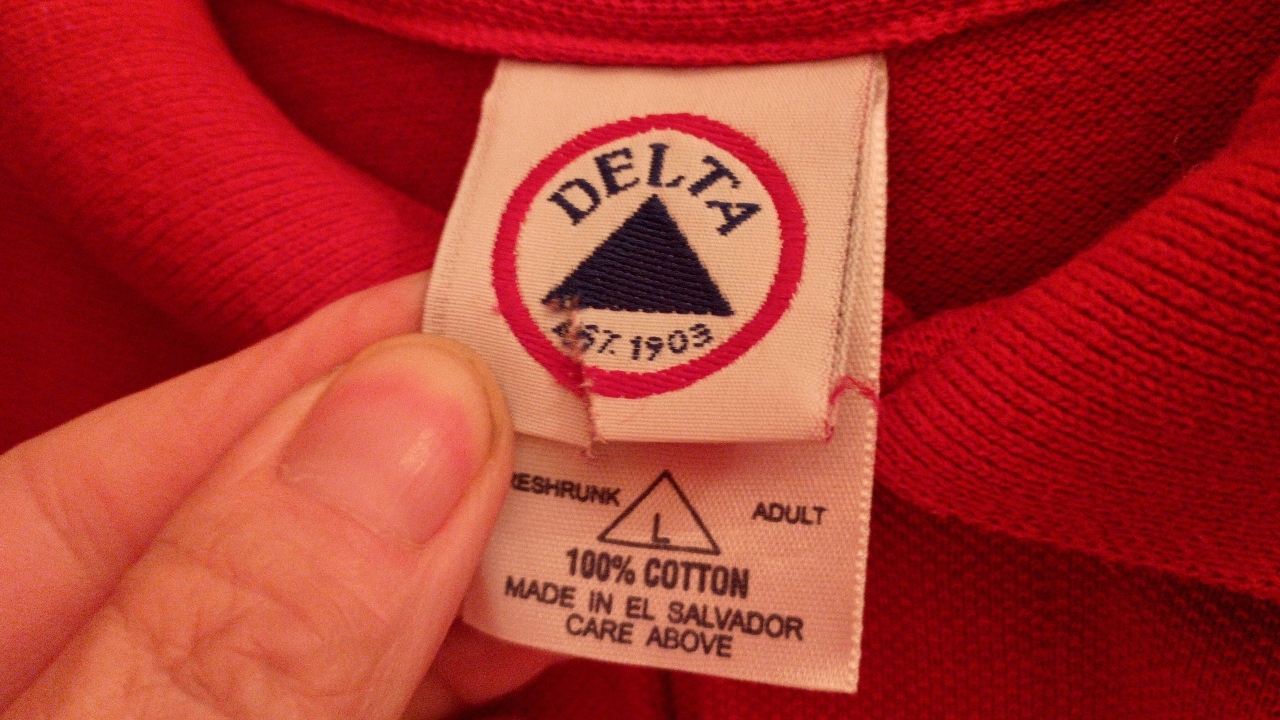 DELTA
EST. 1903
RESHRUNK
L
ADULT
100% COTTON
MADE IN EL SALVADOR
CARE ABOVE